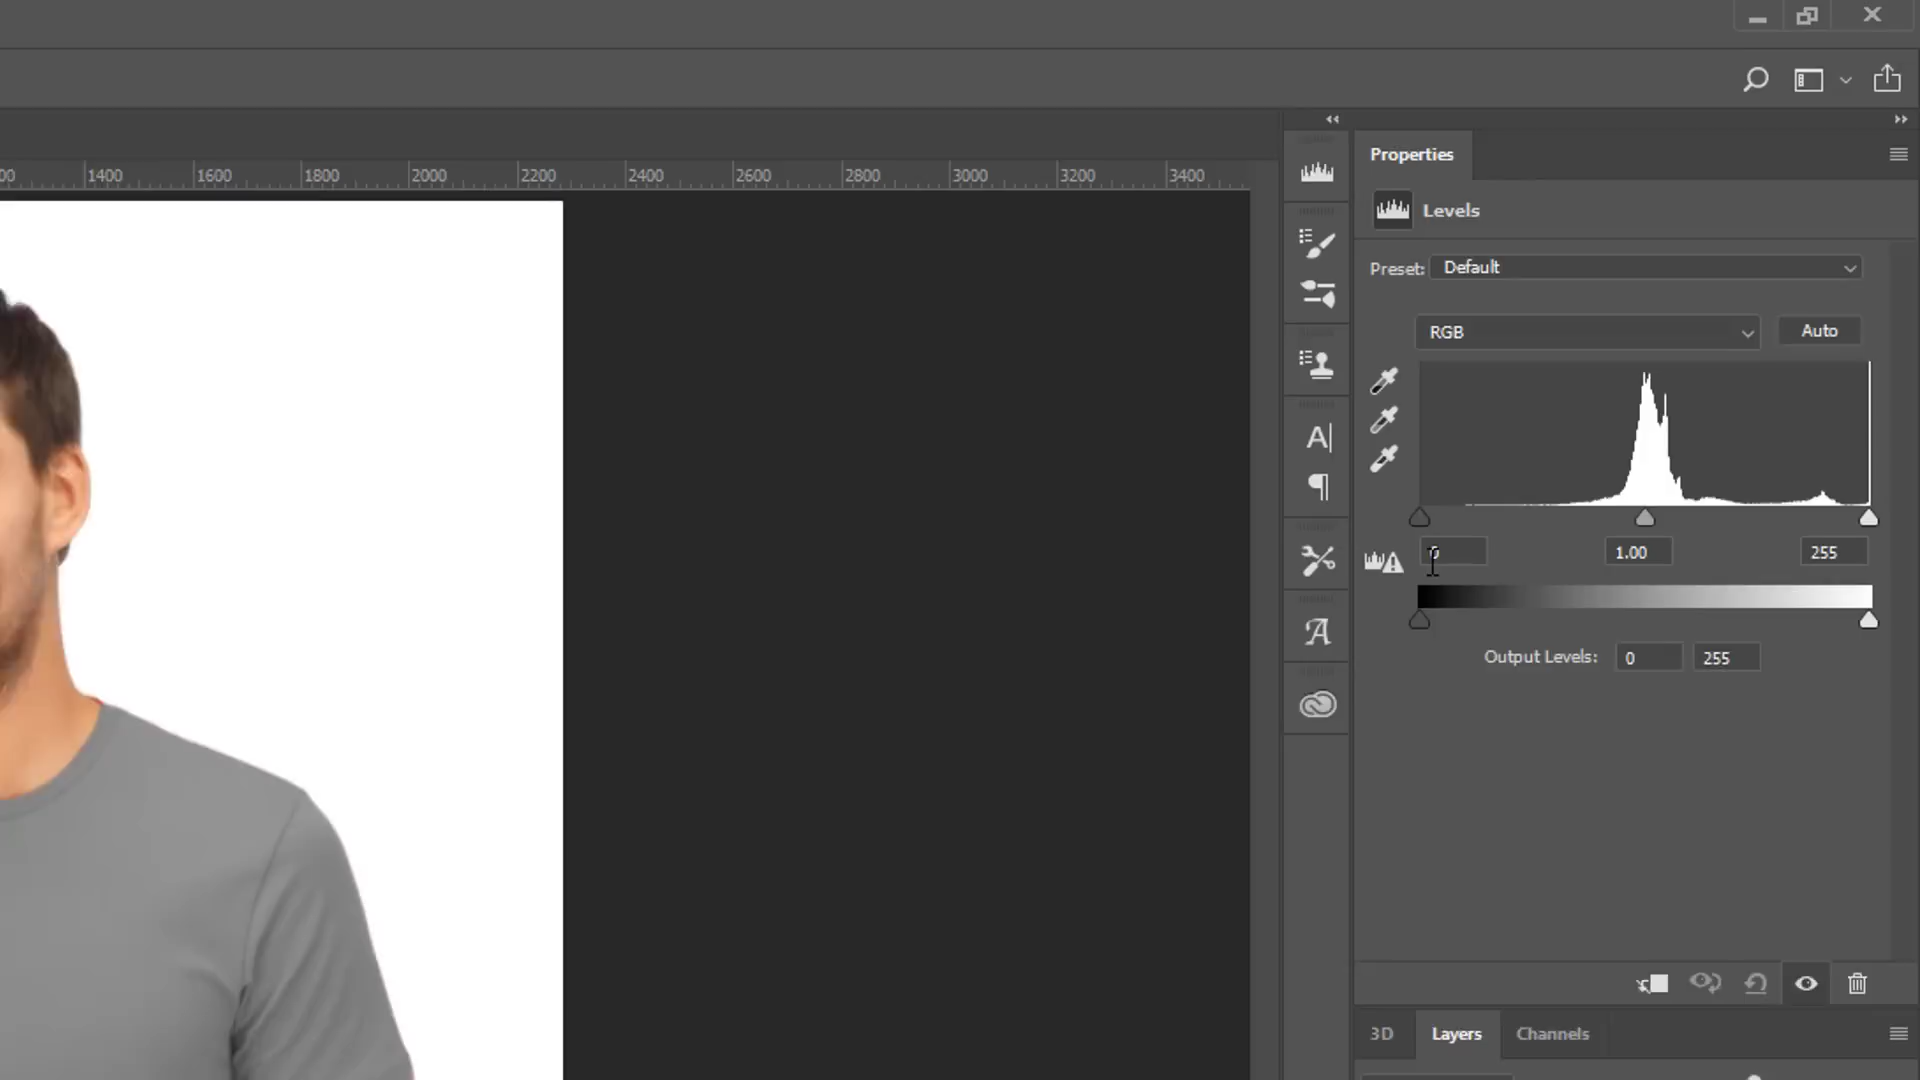 1400 1600 1800 2000 2200 2400 2600 2800 3000 3200 3400
Properties
Levels
Preset: Default
RGB
Auto
1.00
255
Output Levels: 0 255
3D
Layers
Channels